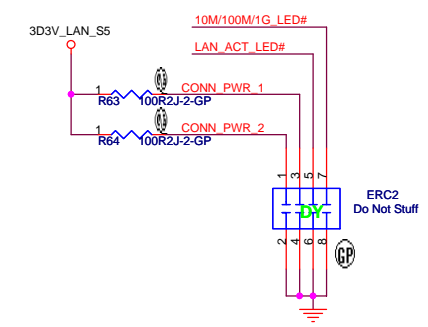 10M/100M/1G_LED#
3D3V_LAN_S5
LAN_ACT_LED#
1 CONN_PWR_1
R63 100R2J-2-GP
1 CONN_PWR_2
R64 100R2J-2-GP
1 3 5 7
ERC2
DY Do Not Stuff
2 4 6 8
GP